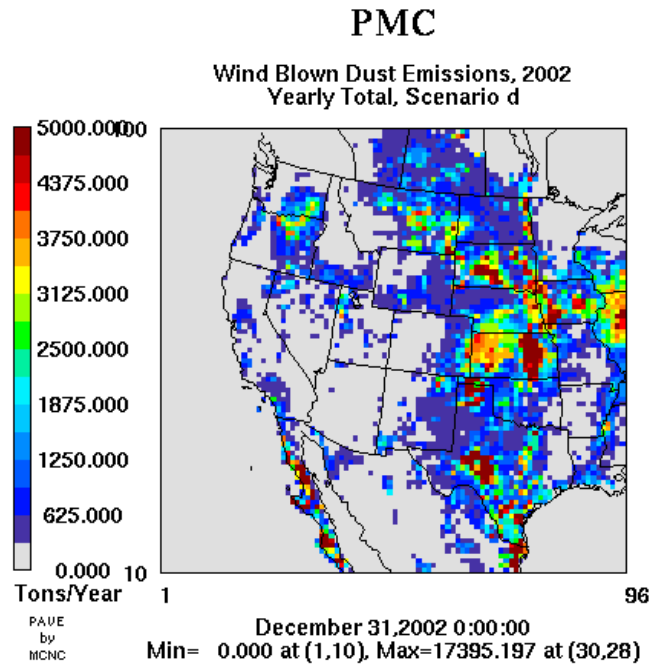 PMC
Wind Blown Dust Emissions, 2002
Yearly Total, Scenario d
5000.000
4375.000
3750.000
3125.000
2500.000
1875.000
1250.000
625.000
0.000
Tons/Year
100
10
1
96
PAVE
by
MCNC
December 31,2002 0:00:00
Min= 0.000 at (1,10), Max=17395.197 at (30,28)